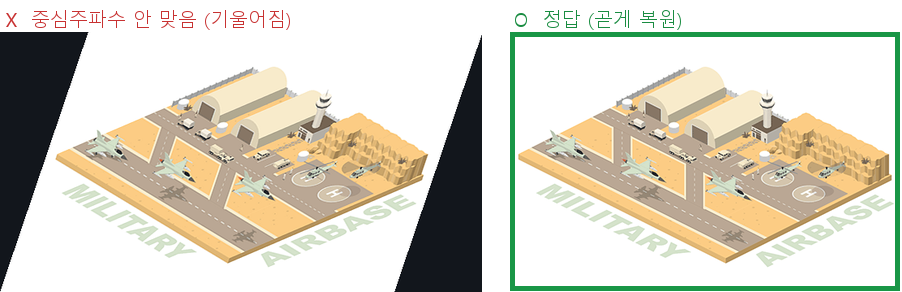 X 중심주파수 안 맞음 (기울어짐)
O 정답 (곧게 복원)
MILITARY AIRBASE
MILITARY AIRBASE
H
H